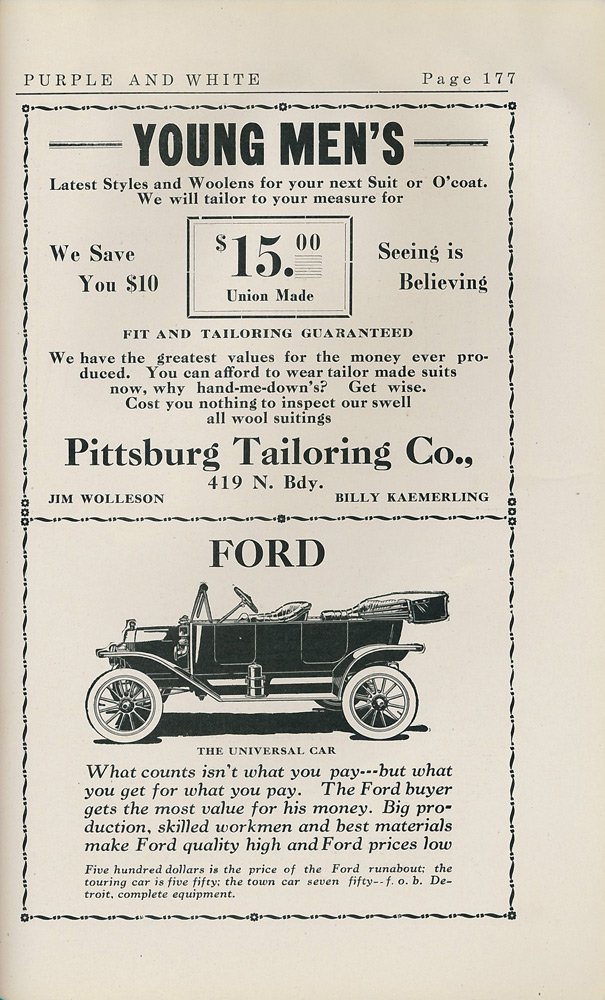 PURPLE AND WHITE Page 177
YOUNG MEN'S
Latest Styles and Woolens for your next Suit or O'coat.
We will tailor to your measure for
We Save
You $10
$15.00
Union Made
Seeing is
Believing
FIT AND TAILORING GUARANTEED
We have the greatest values for the money ever pro-
duced. You can afford to wear tailor made suits
now, why hand-me-down's? Get wise.
Cost you nothing to inspect our swell
all wool suitings
Pittsburg Tailoring Co.,
419 N. Bdy.
JIM WOLLESON BILLY KAEMERLING
FORD
THE UNIVERSAL CAR
What counts isn't what you pay---but what
you get for what you pay. The Ford buyer
gets the most value for his money. Big pro-
duction, skilled workmen and best materials
make Ford quality high and Ford prices low
Five hundred dollars is the price of the Ford runabout; the
touring car is five fifty; the town car seven fifty--f. o. b. De-
troit, complete equipment.